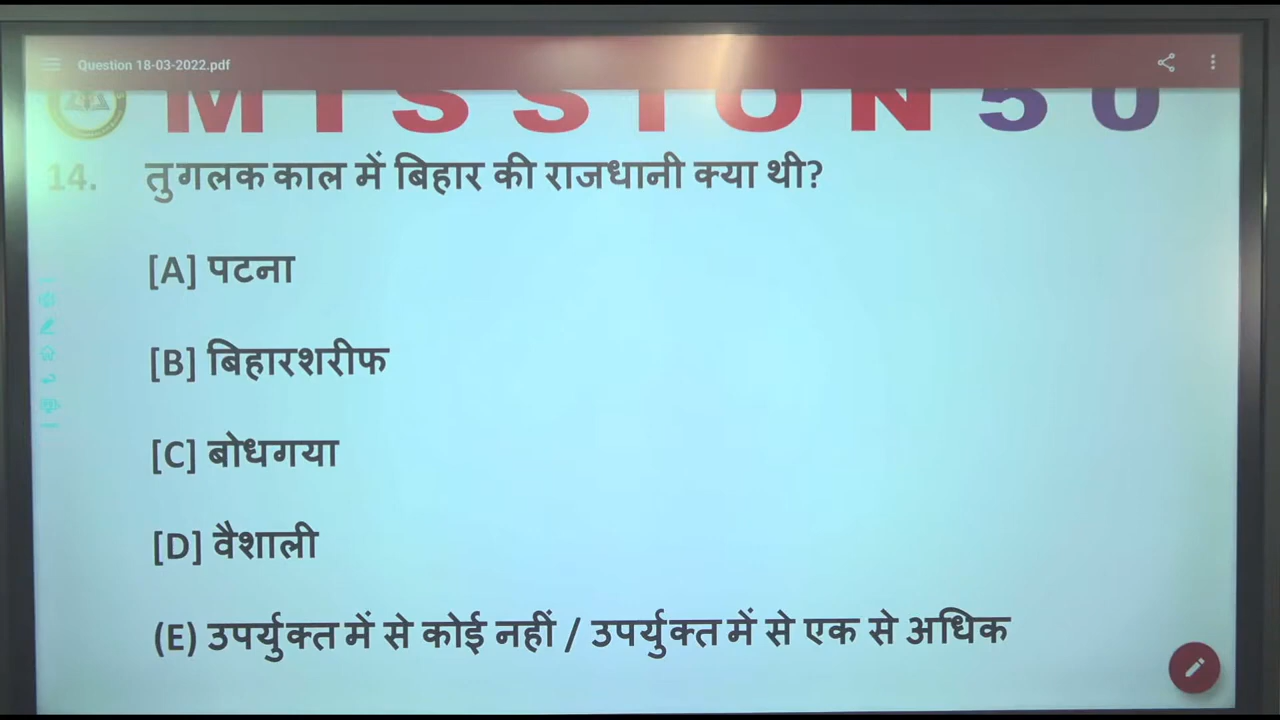 Question 18-03-2022.pdf
MISSION 50
14. तुगलक काल में बिहार की राजधानी क्या थी?
[A] पटना
[B] बिहारशरीफ
[C] बोधगया
[D] वैशाली
(E) उपर्युक्त में से कोई नहीं / उपर्युक्त में से एक से अधिक